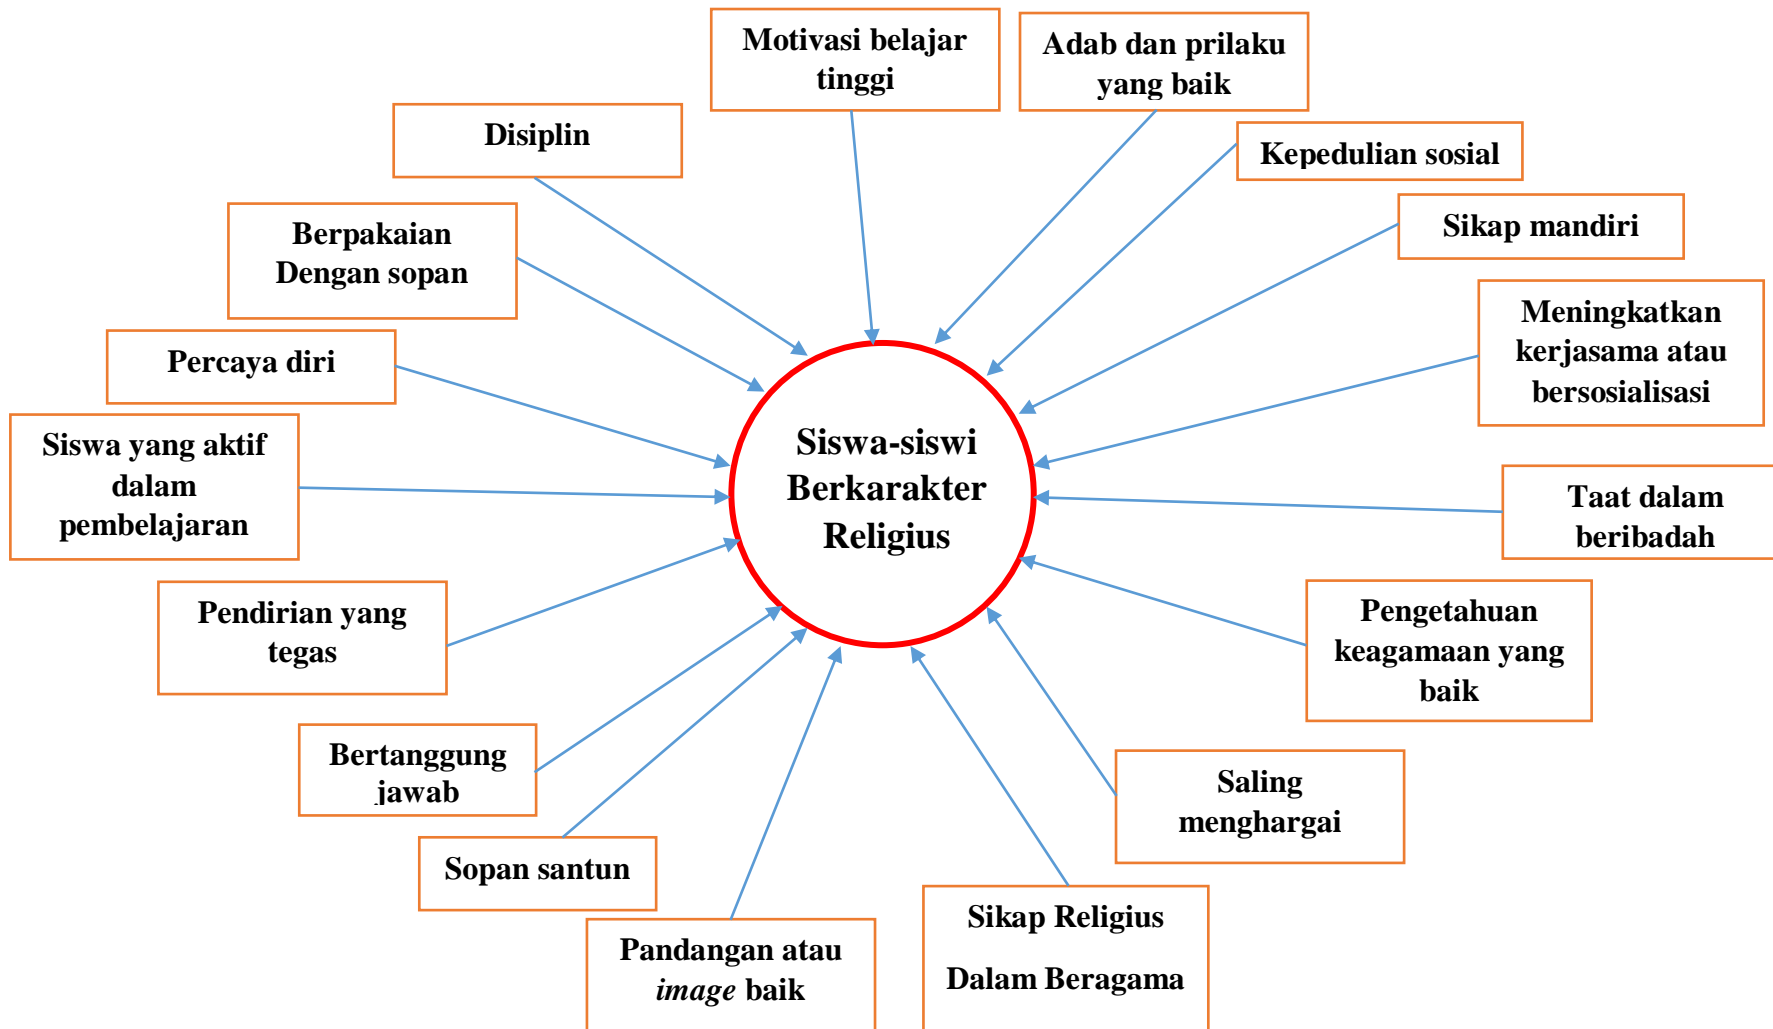 Motivasi belajar
tinggi
Adab dan prilaku
yang baik
Disiplin
Kepedulian sosial
Berpakaian
Dengan sopan
Sikap mandiri
Percaya diri
Meningkatkan
kerjasama atau
bersosialisasi
Siswa yang aktif
dalam
pembelajaran
Siswa-siswi
Berkarakter
Religius
Taat dalam
beribadah
Pendirian yang
tegas
Pengetahuan
keagamaan yang
baik
Bertanggung
jawab
Saling
menghargai
Sopan santun
Pandangan atau
image baik
Sikap Religius
Dalam Beragama